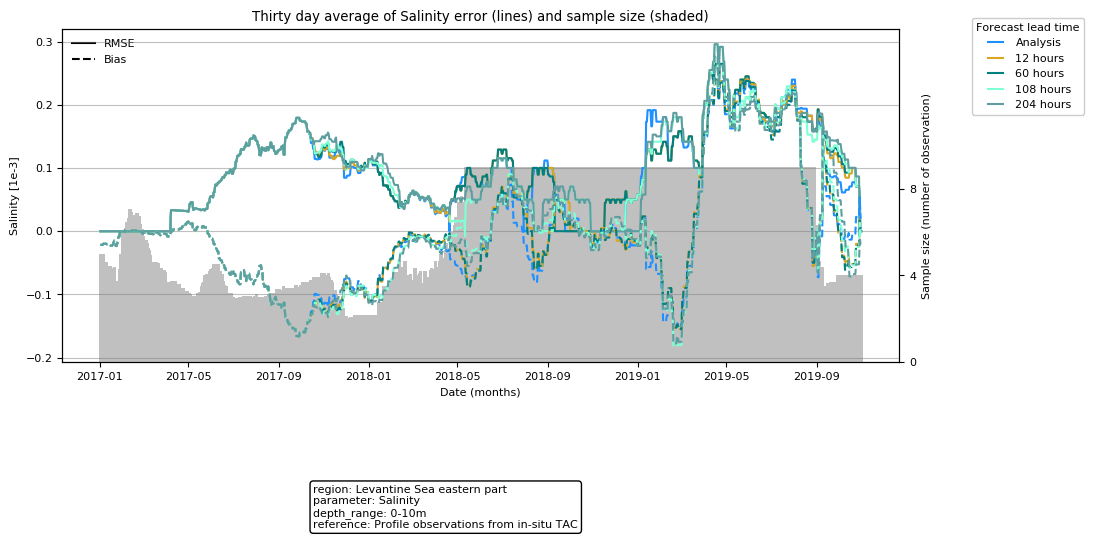 Thirty day average of Salinity error (lines) and sample size (shaded)
Forecast lead time
Analysis
12 hours
60 hours
108 hours
204 hours
RMSE
Bias
Salinity [1e-3]
0.3
0.2
0.1
0.0
−0.1
−0.2
Sample size (number of observation)
8
4
0
2017-01 2017-05 2017-09 2018-01 2018-05 2018-09 2019-01 2019-05 2019-09
Date (months)
region: Levantine Sea eastern part
parameter: Salinity
depth_range: 0-10m
reference: Profile observations from in-situ TAC